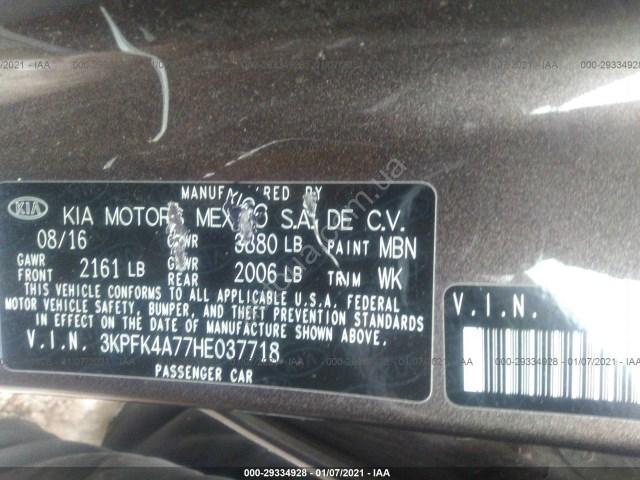 000-29334928 - 01/07/2021 - IAA
MANUFACTURED BY
KIA
KIA MOTORS MEXICO S.A. DE C.V.
08/16 GVWR 3880 LB PAINT MBN
GAWR FRONT 2161 LB GAWR REAR 2006 LB TRIM WK
THIS VEHICLE CONFORMS TO ALL APPLICABLE U.S.A. FEDERAL
MOTOR VEHICLE SAFETY, BUMPER, AND THEFT PREVENTION STANDARDS
IN EFFECT ON THE DATE OF MANUFACTURE SHOWN ABOVE.
V.I.N. 3KPFK4A77HE037718
PASSENGER CAR
V.I.N.
000-29334928 - 01/07/2021 - IAA